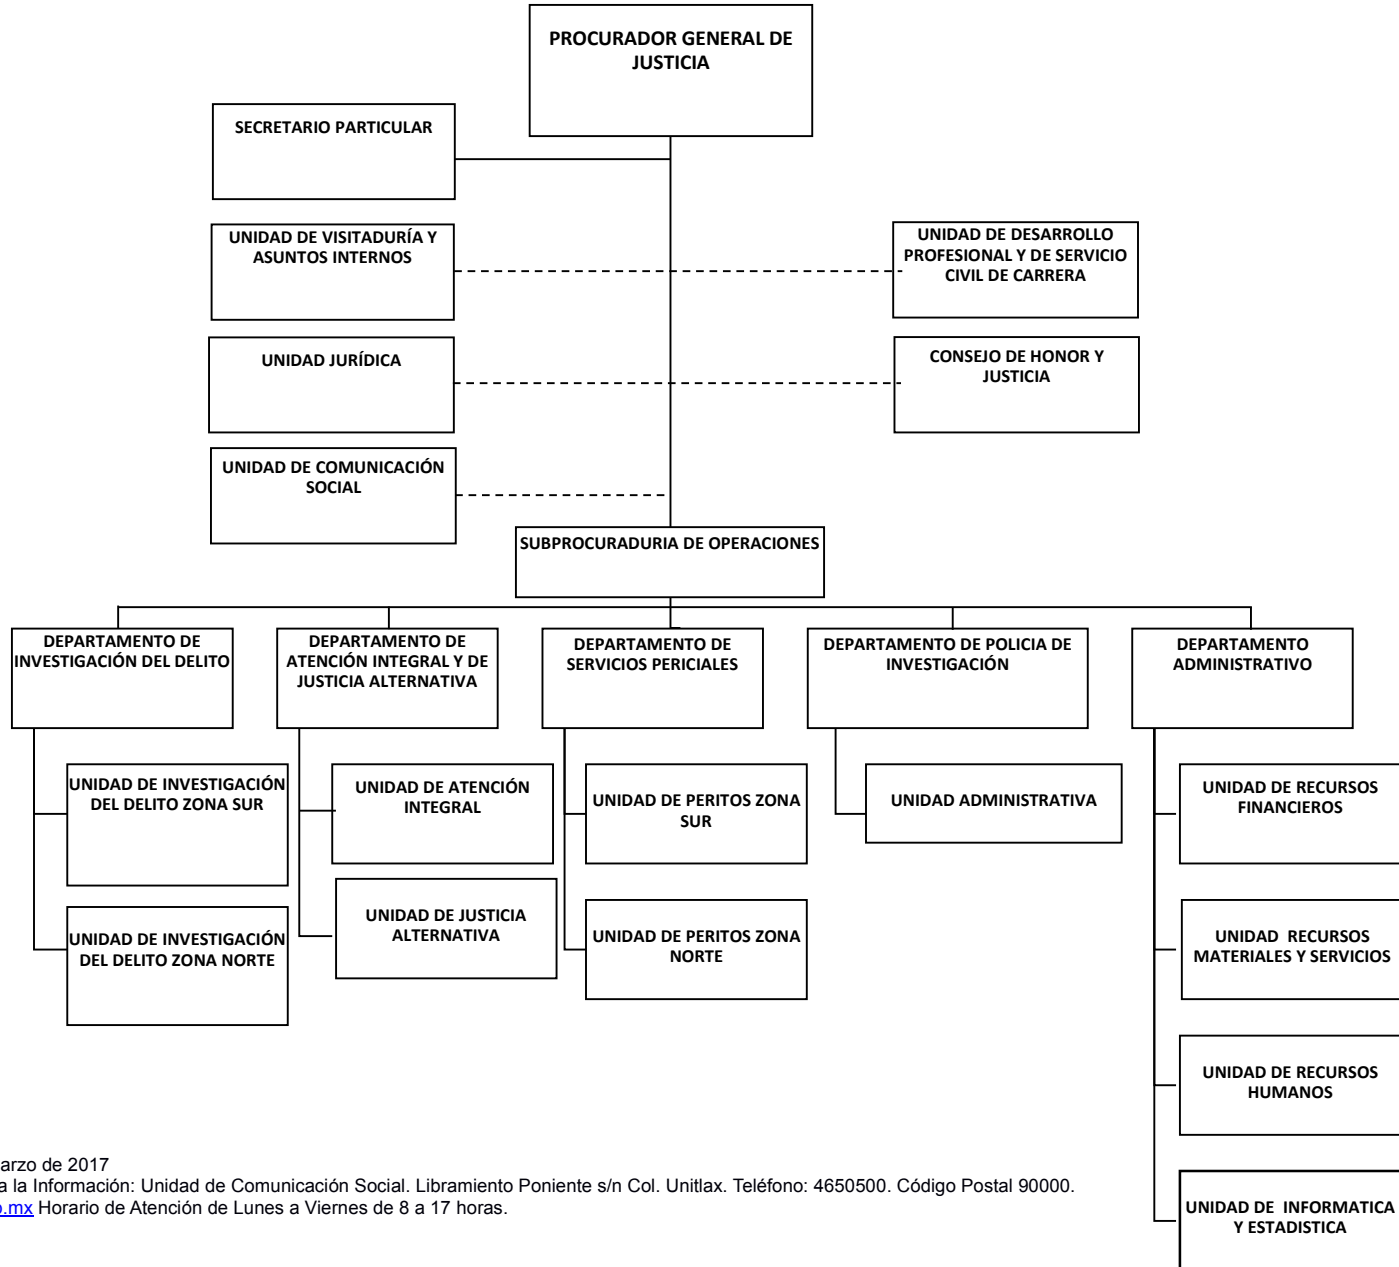 PROCURADOR GENERAL DE
JUSTICIA
SECRETARIO PARTICULAR
UNIDAD DE VISITADURÍA Y
ASUNTOS INTERNOS
UNIDAD DE DESARROLLO
PROFESIONAL Y DE SERVICIO
CIVIL DE CARRERA
UNIDAD JURÍDICA
CONSEJO DE HONOR Y
JUSTICIA
UNIDAD DE COMUNICACIÓN
SOCIAL
SUBPROCURADURIA DE OPERACIONES
DEPARTAMENTO DE
INVESTIGACIÓN DEL DELITO
DEPARTAMENTO DE
ATENCIÓN INTEGRAL Y DE
JUSTICIA ALTERNATIVA
DEPARTAMENTO DE
SERVICIOS PERICIALES
DEPARTAMENTO DE POLICIA DE
INVESTIGACIÓN
DEPARTAMENTO
ADMINISTRATIVO
UNIDAD DE INVESTIGACIÓN
DEL DELITO ZONA SUR
UNIDAD DE ATENCIÓN
INTEGRAL
UNIDAD DE PERITOS ZONA
SUR
UNIDAD ADMINISTRATIVA
UNIDAD DE RECURSOS
FINANCIEROS
UNIDAD DE INVESTIGACIÓN
DEL DELITO ZONA NORTE
UNIDAD DE JUSTICIA
ALTERNATIVA
UNIDAD DE PERITOS ZONA
NORTE
UNIDAD RECURSOS
MATERIALES Y SERVICIOS
UNIDAD DE RECURSOS
HUMANOS
UNIDAD DE INFORMATICA
Y ESTADISTICA
arzo de 2017
a la Información: Unidad de Comunicación Social. Libramiento Poniente s/n Col. Unitlax. Teléfono: 4650500. Código Postal 90000.
.mx Horario de Atención de Lunes a Viernes de 8 a 17 horas.